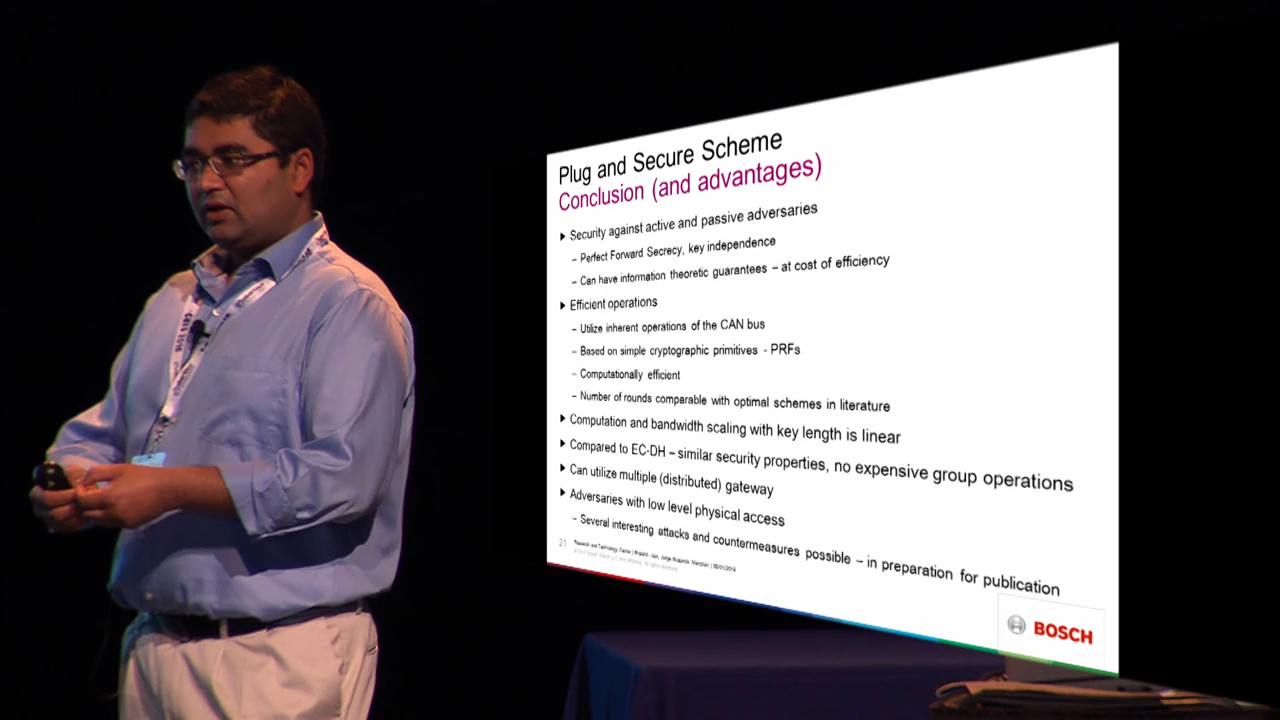 Plug and Secure Scheme
Conclusion (and advantages)
Security against active and passive adversaries
– Perfect Forward Secrecy, key independence
– Can have information theoretic guarantees – at cost of efficiency
Efficient operations
– Utilize inherent operations of the CAN bus
– Based on simple cryptographic primitives - PRFs
– Computationally efficient
– Number of rounds comparable with optimal schemes in literature
Computation and bandwidth scaling with key length is linear
Compared to EC-DH – similar security properties, no expensive group operations
Can utilize multiple (distributed) gateway
Adversaries with low level physical access
– Several interesting attacks and countermeasures possible – in preparation for publication
21
Research and Technology Center |
BOSCH